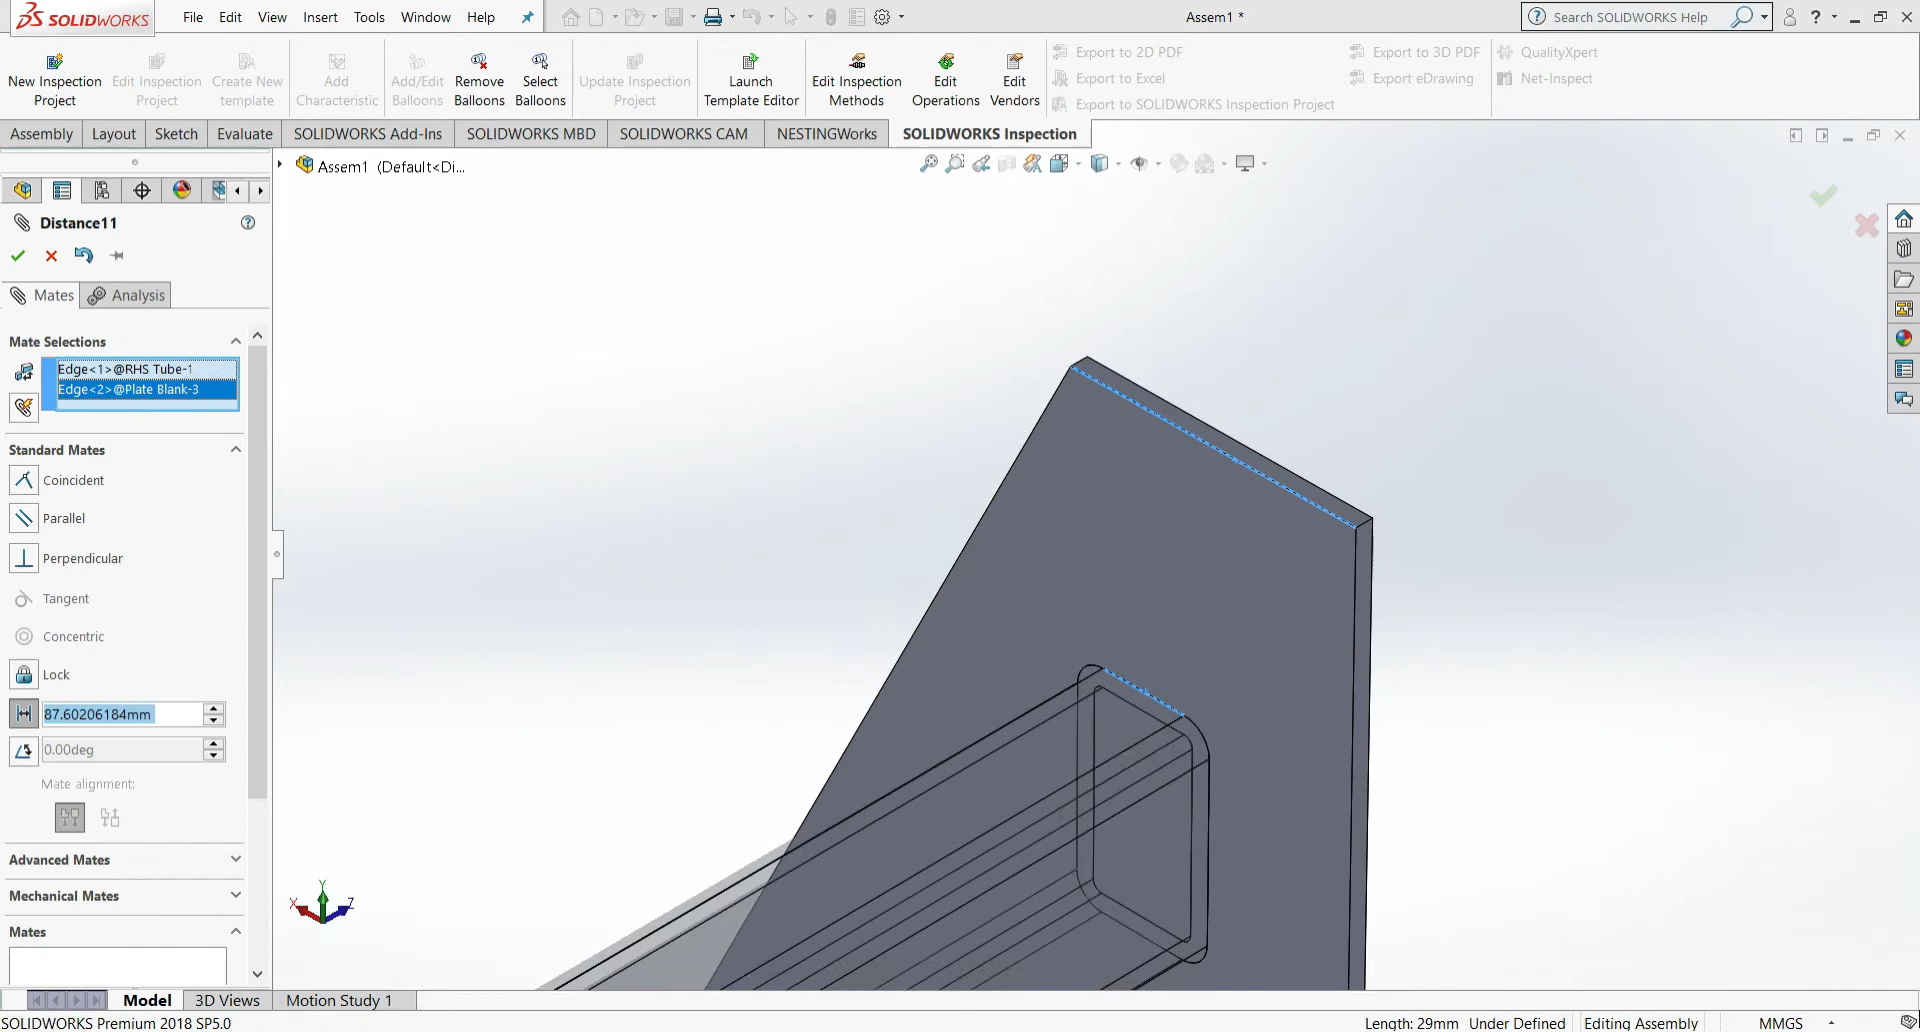 SOLIDWORKS File Edit View Insert Tools Window Help Assem1 * Search SOLIDWORKS Help ?
New Inspection Project
Edit Inspection Project
Create New template
Add Characteristic
Add/Edit Balloons
Remove Balloons
Select Balloons
Update Inspection Project
Launch Template Editor
Edit Inspection Methods
Edit Operations
Edit Vendors
Export to 2D PDF
Export to Excel
Export to SOLIDWORKS Inspection Project
Export to 3D PDF
Export eDrawing
QualityXpert
Net-Inspect
Assembly Layout Sketch Evaluate SOLIDWORKS Add-Ins SOLIDWORKS MBD SOLIDWORKS CAM NESTINGWorks SOLIDWORKS Inspection
Assem1 (Default<Di...
Distance11
Mates Analysis
Mate Selections
Edge<1>@RHS Tube-1
Edge<2>@Plate Blank-3
Standard Mates
Coincident
Parallel
Perpendicular
Tangent
Concentric
Lock
87.60206184mm
0.00deg
Mate alignment:
Advanced Mates
Mechanical Mates
Mates
X Y Z
Model 3D Views Motion Study 1
SOLIDWORKS Premium 2018 SP5.0 Length: 29mm Under Defined Editing Assembly MMGS